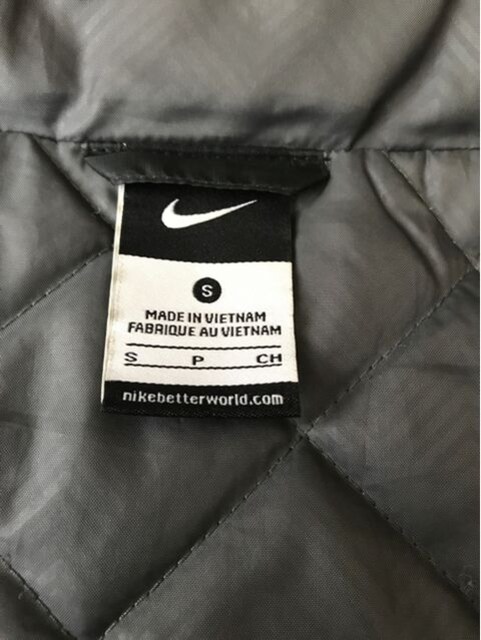 S
MADE IN VIETNAM
FABRIQUE AU VIETNAM
S P CH
nikebetterworld.com